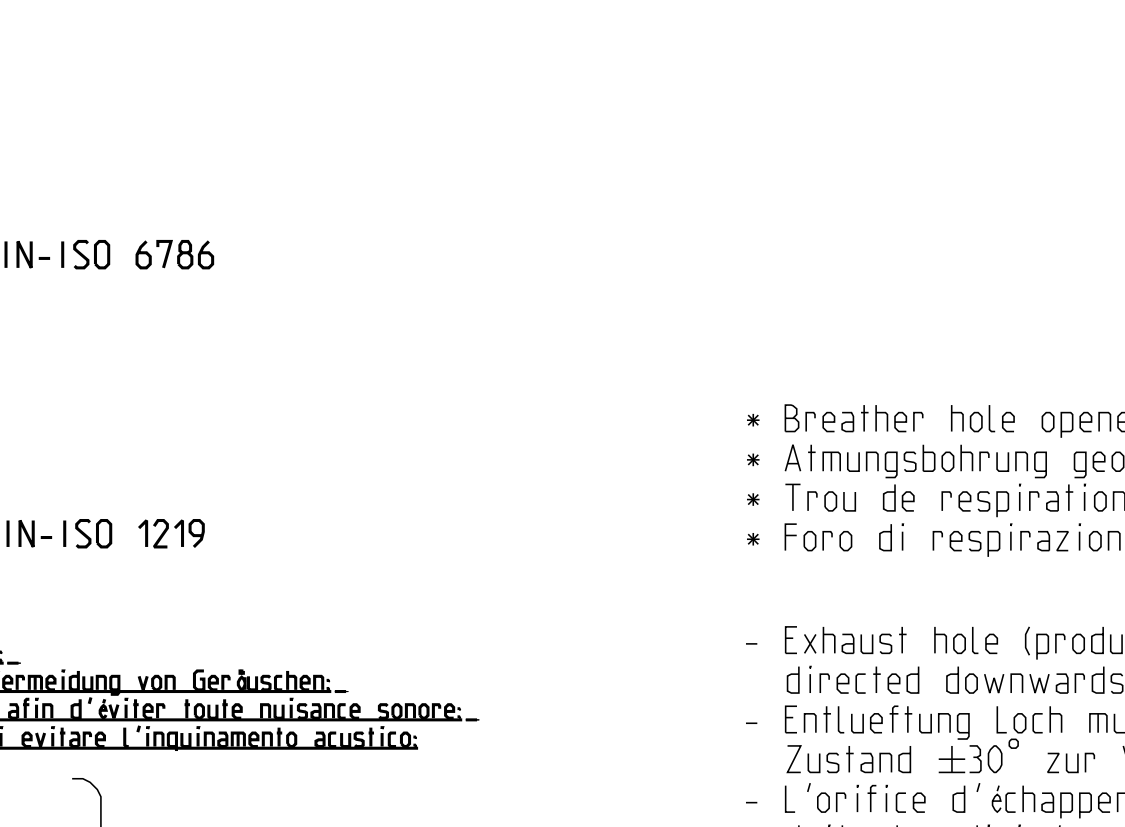 IN-ISO 6786
IN-ISO 1219
ermeidung von Geräuschen;
afin d'éviter toute nuisance sonore;
i evitare l'inquinamento acustico;
* Breather hole opene
* Atmungsbohrung geo
* Trou de respiration
* Foro di respirazion
- Exhaust hole (produ
directed downwards
- Entlueftung Loch mu
Zustand ±30° zur V
- L'orifice d'échapper